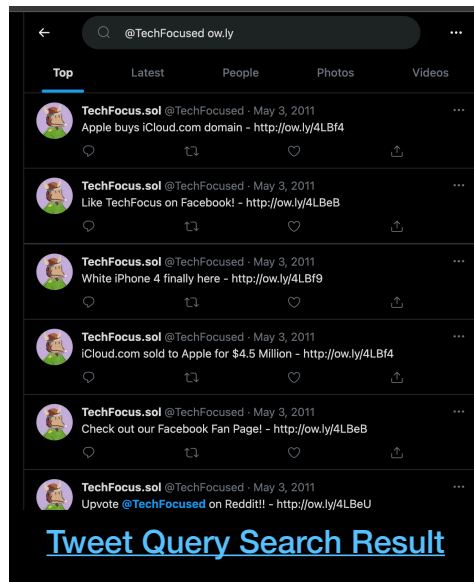 @TechFocused ow.ly
Top Latest People Photos Videos
TechFocus.sol @TechFocused · May 3, 2011
Apple buys iCloud.com domain - http://ow.ly/4LBf4
TechFocus.sol @TechFocused · May 3, 2011
Like TechFocus on Facebook! - http://ow.ly/4LBeB
TechFocus.sol @TechFocused · May 3, 2011
White iPhone 4 finally here - http://ow.ly/4LBf9
TechFocus.sol @TechFocused · May 3, 2011
iCloud.com sold to Apple for $4.5 Million - http://ow.ly/4LBf4
TechFocus.sol @TechFocused · May 3, 2011
Check out our Facebook Fan Page! - http://ow.ly/4LBeB
TechFocus.sol @TechFocused · May 3, 2011
Upvote @TechFocused on Reddit!! - http://ow.ly/4LBeU
Tweet Query Search Result